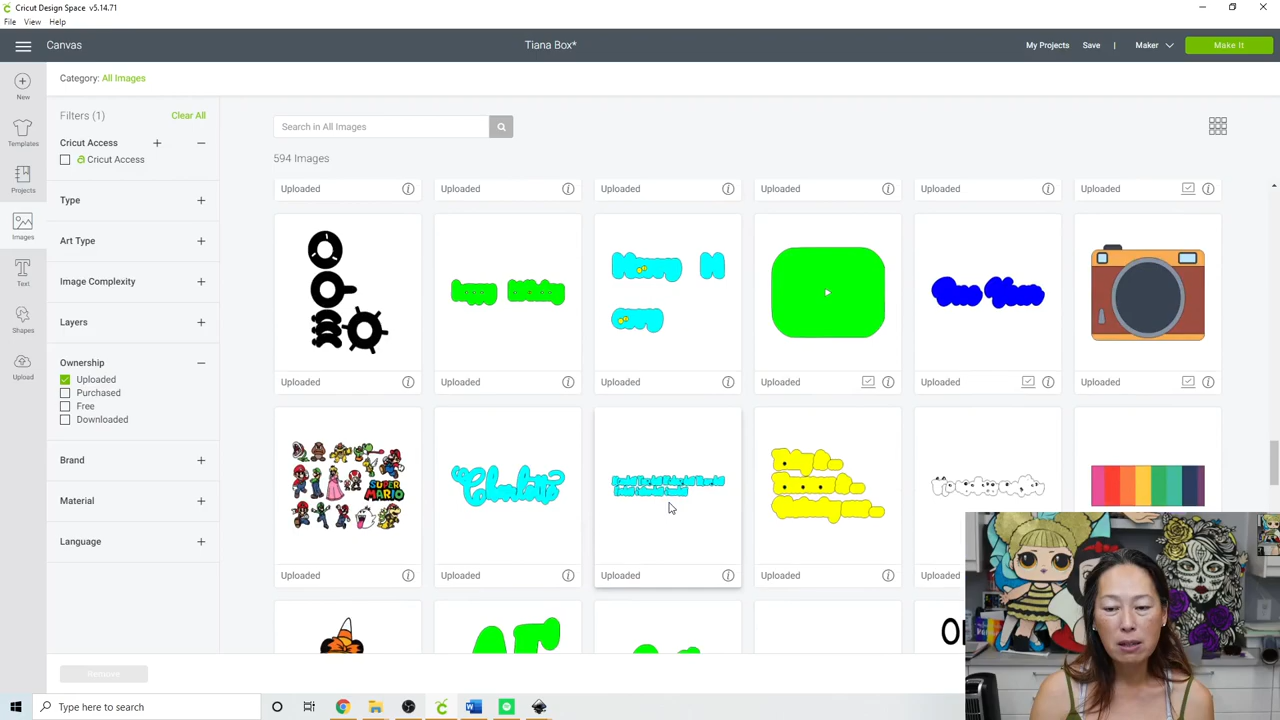 Cricut Design Space v5.14.71
File View Help
Canvas
Tiana Box*
My Projects Save | Maker Make It
Category: All Images
New
Templates
Projects
Images
Text
Shapes
Upload
Filters (1) Clear All
Cricut Access
Cricut Access
Type
Art Type
Image Complexity
Layers
Ownership
Uploaded
Purchased
Free
Downloaded
Brand
Material
Language
Remove
Search in All Images
594 Images
Uploaded Uploaded Uploaded Uploaded Uploaded Uploaded
Uploaded Uploaded Uploaded Uploaded Uploaded Uploaded
SUPER
MARIO
Charlotte
Uploaded Uploaded Uploaded Uploaded Uploaded
Type here to search